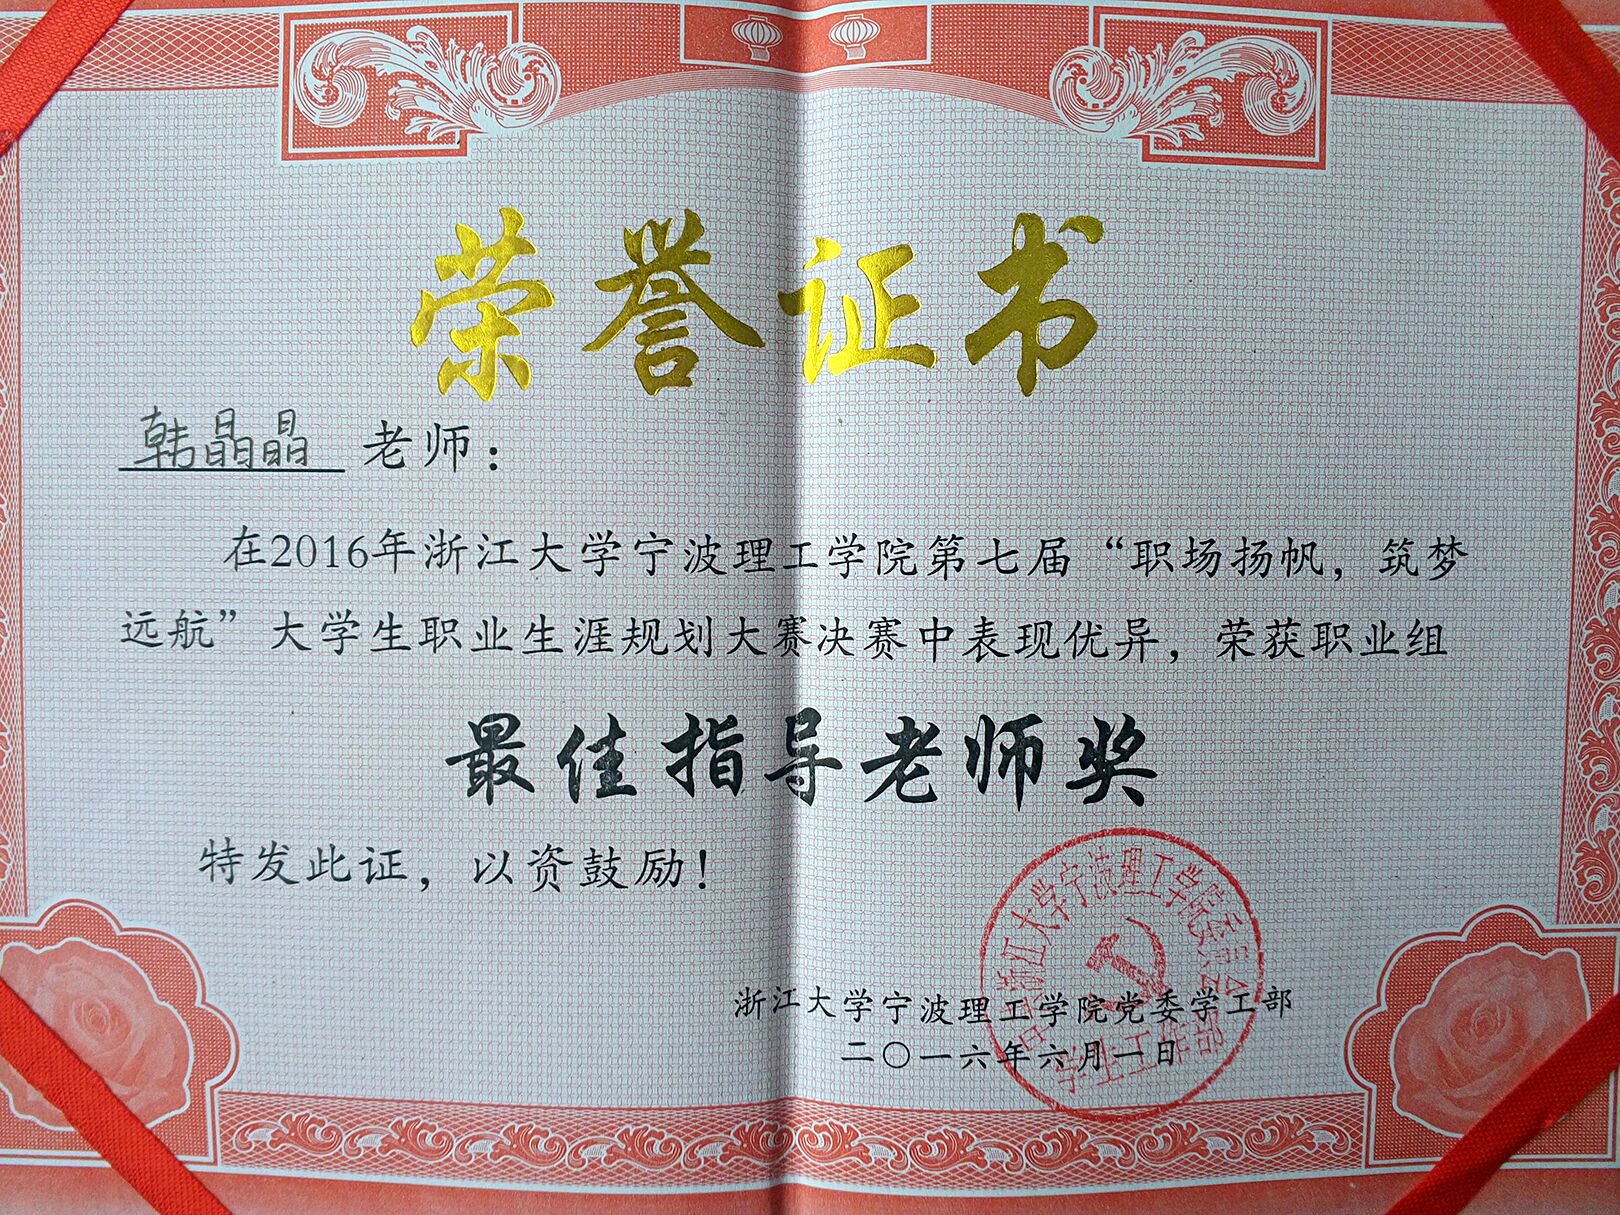 荣誉证书
韩晶晶 老师：
在2016年浙江大学宁波理工学院第七届“职场扬帆，筑梦
远航”大学生职业生涯规划大赛决赛中表现优异，荣获职业组
最佳指导老师奖
特发此证，以资鼓励！
浙江大学宁波理工学院党委学工部
二〇一六年六月一日